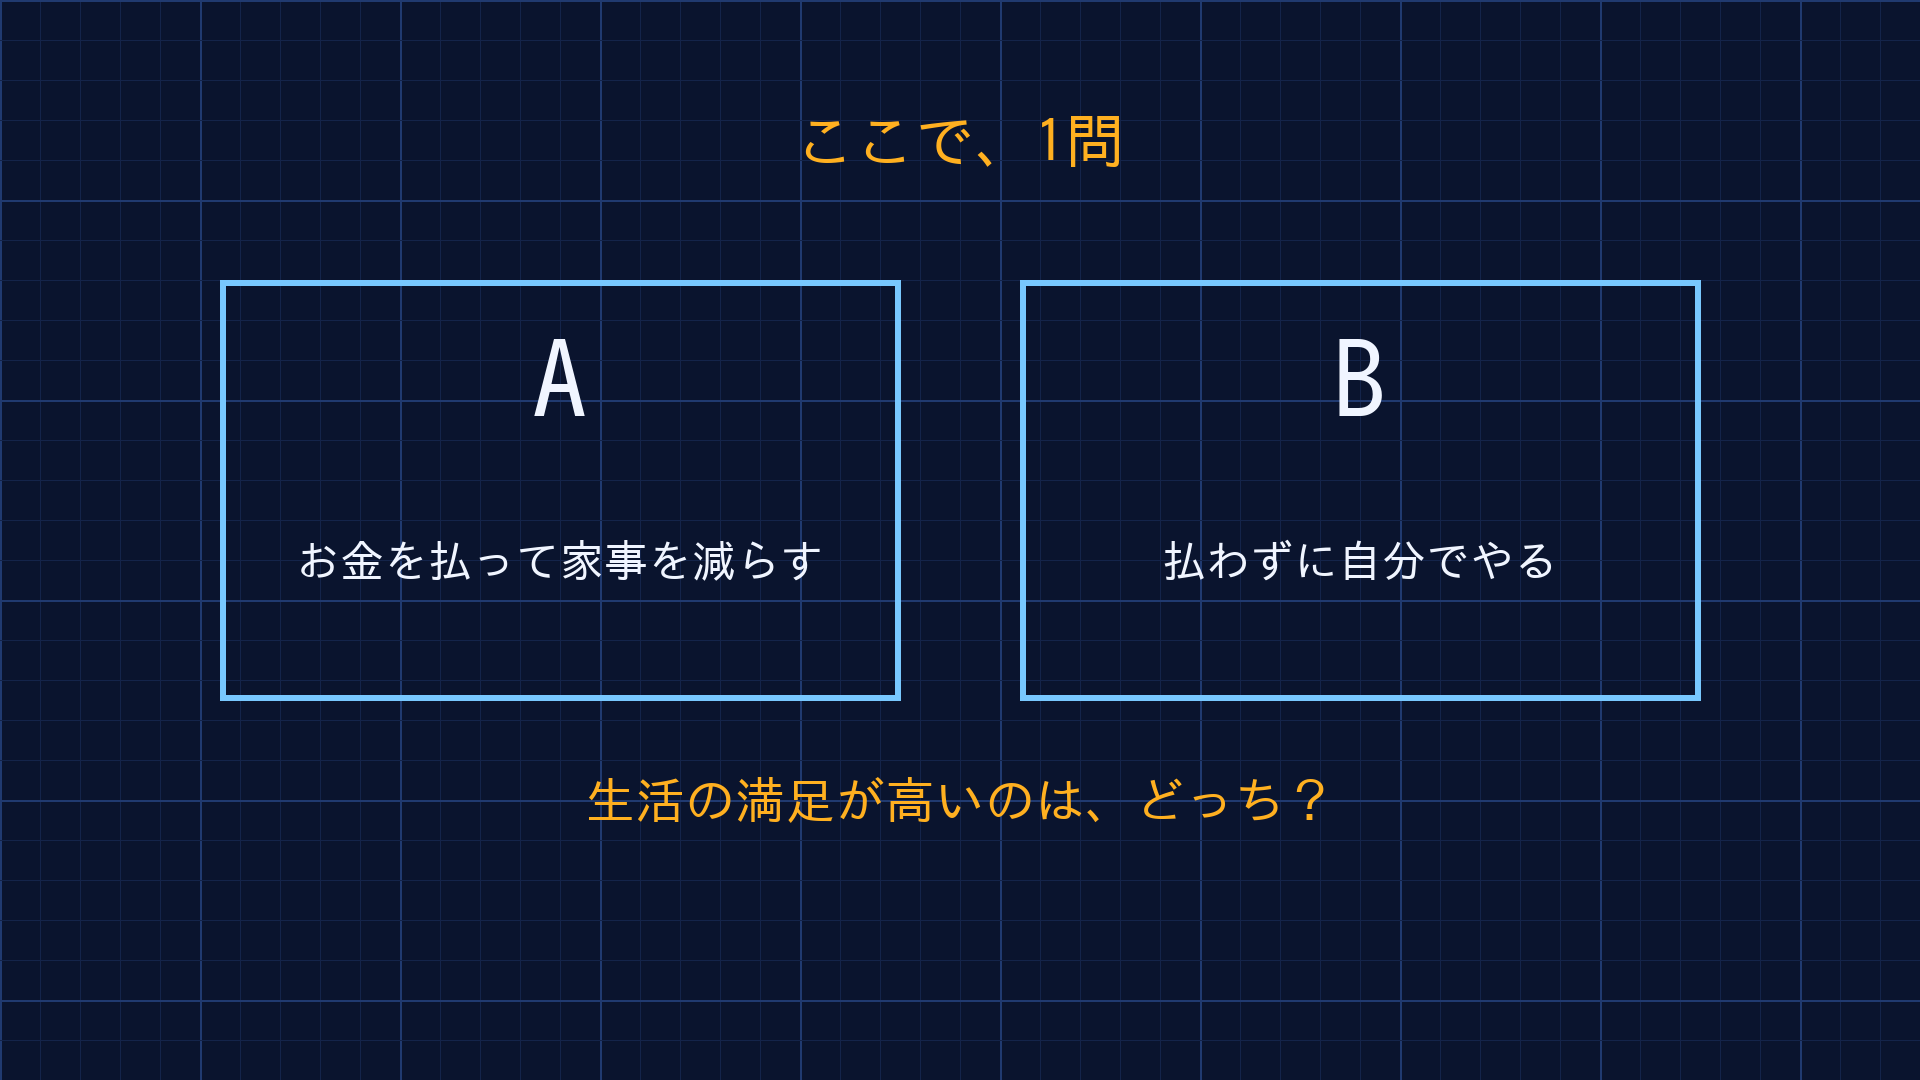 ここで、1問
A
お金を払って家事を減らす
B
払わずに自分でやる
生活の満足が高いのは、どっち？